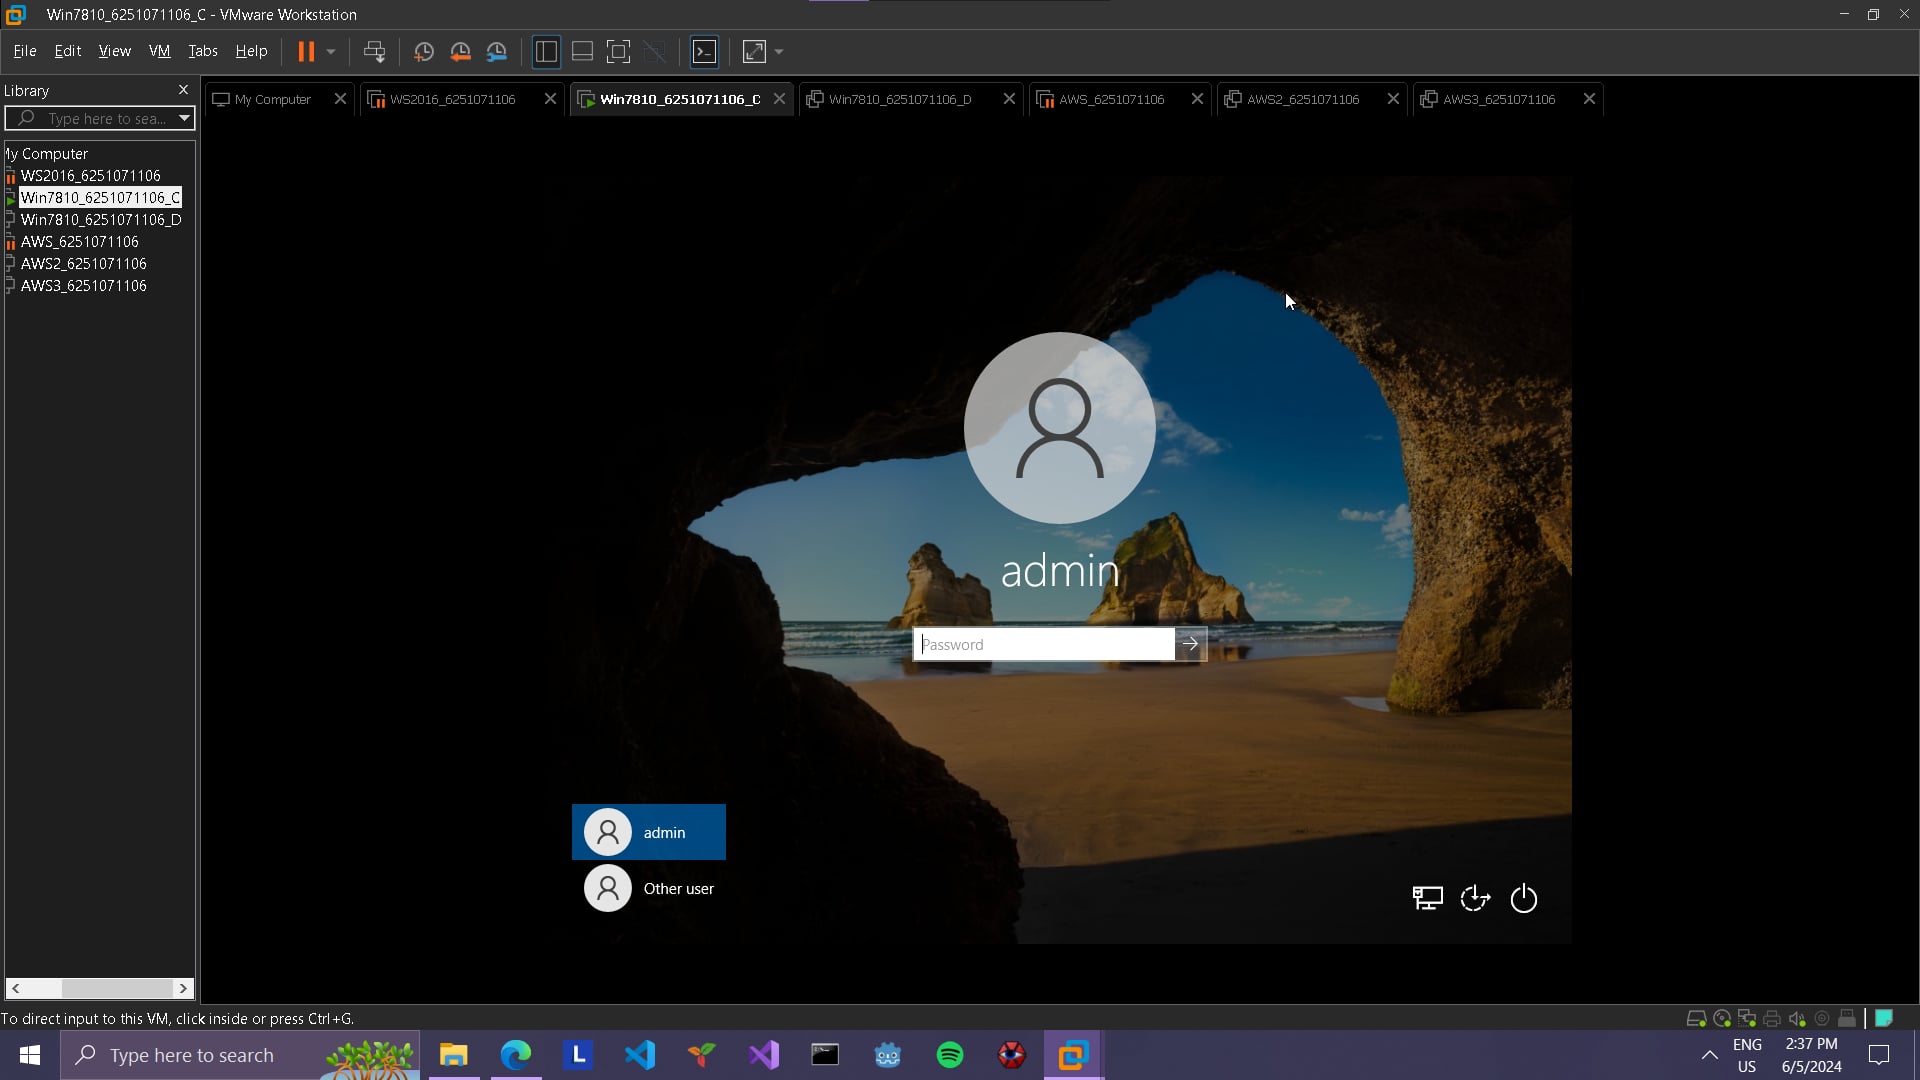 Win7810_6251071106_C - VMware Workstation
File Edit View VM Tabs Help
Library
Type here to sea...
My Computer WS2016_6251071106 Win7810_6251071106_C Win7810_6251071106_D AWS_6251071106 AWS2_6251071106 AWS3_6251071106
My Computer
WS2016_6251071106
Win7810_6251071106_C
Win7810_6251071106_D
AWS_6251071106
AWS2_6251071106
AWS3_6251071106
admin
Password
admin
Other user
To direct input to this VM, click inside or press Ctrl+G.
Type here to search
L
ENG
US
2:37 PM
6/5/2024